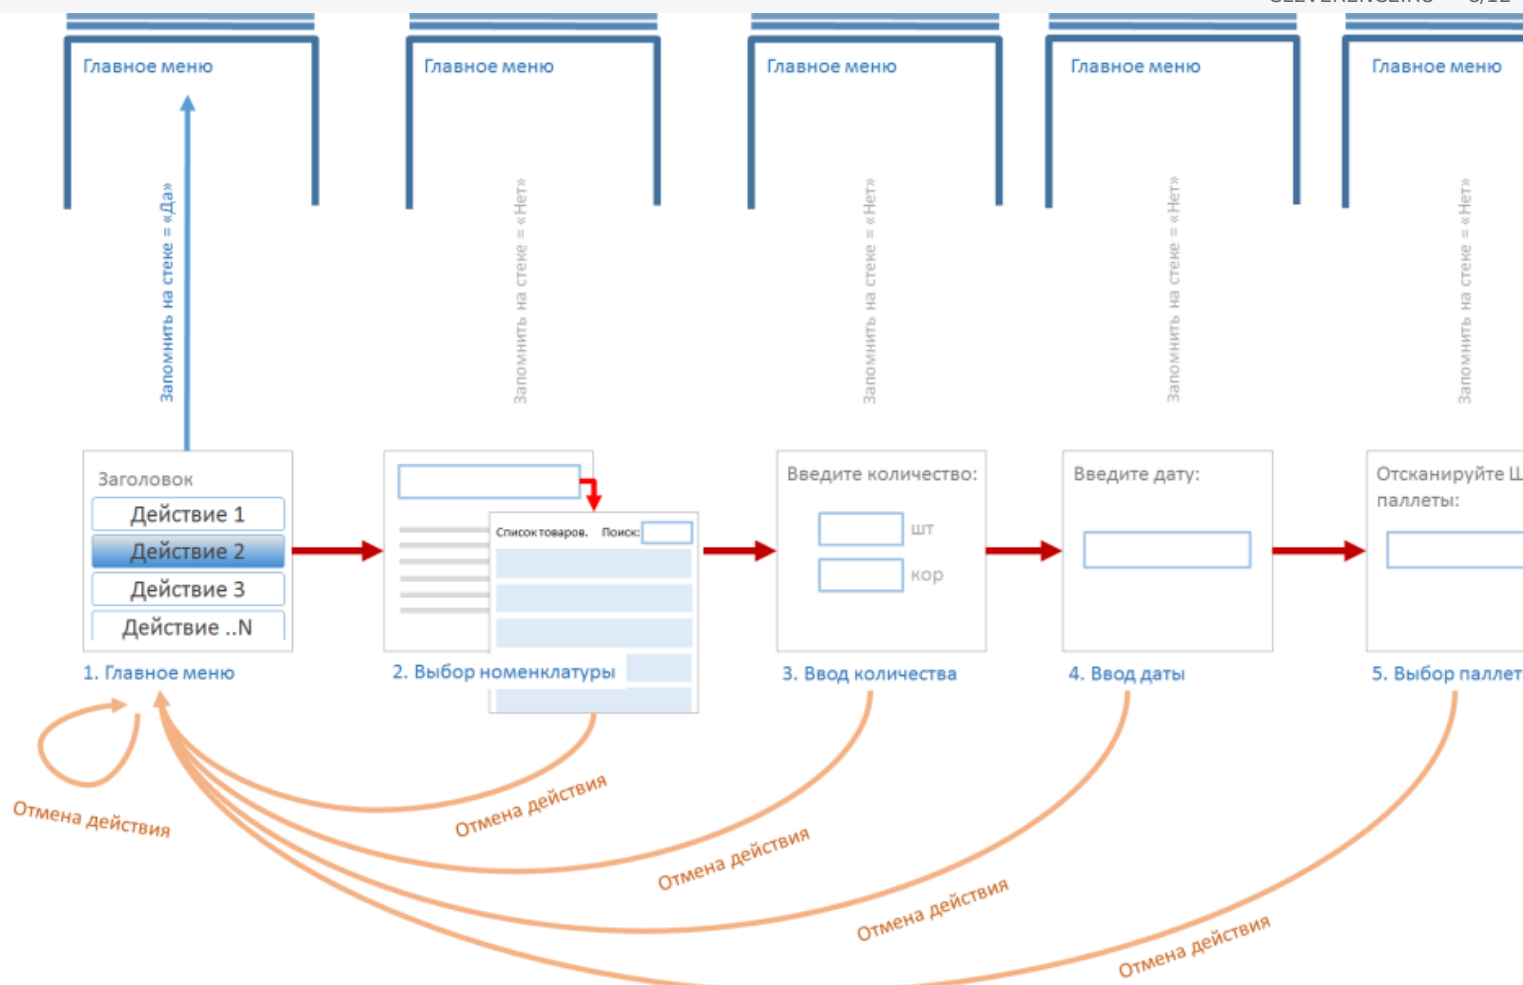 Главное меню
Главное меню
Главное меню
Главное меню
Главное меню
Запомнить на стеке = «Да»
Запомнить на стеке = «Нет»
Запомнить на стеке = «Нет»
Запомнить на стеке = «Нет»
Запомнить на стеке = «Нет»
Заголовок
Действие 1
Действие 2
Действие 3
Действие ..N
1. Главное меню
Список товаров. Поиск:
2. Выбор номенклатуры
Введите количество:
шт
кор
3. Ввод количества
Введите дату:
4. Ввод даты
Отсканируйте Ш
паллеты:
5. Выбор паллет
Отмена действия
Отмена действия
Отмена действия
Отмена действия
Отмена действия